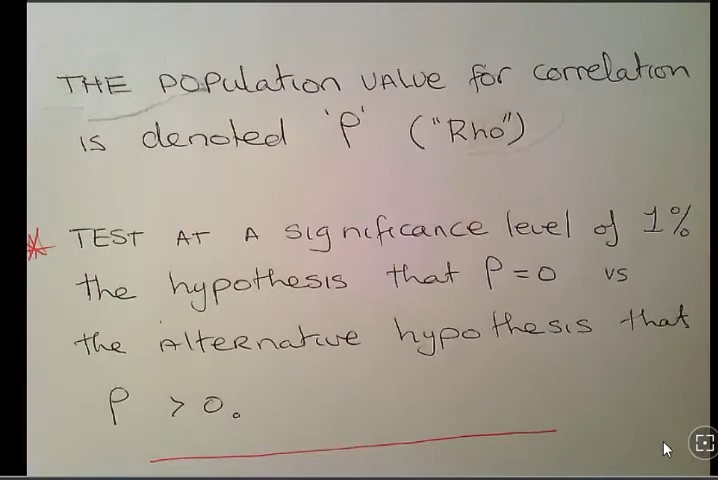 THE POPulation VALUE for correlation
is denoted 'ρ' ("Rho")
* TEST AT A significance level of 1%
the hypothesis that ρ = 0 vs
the AlteRnative hypothesis that
ρ > 0.